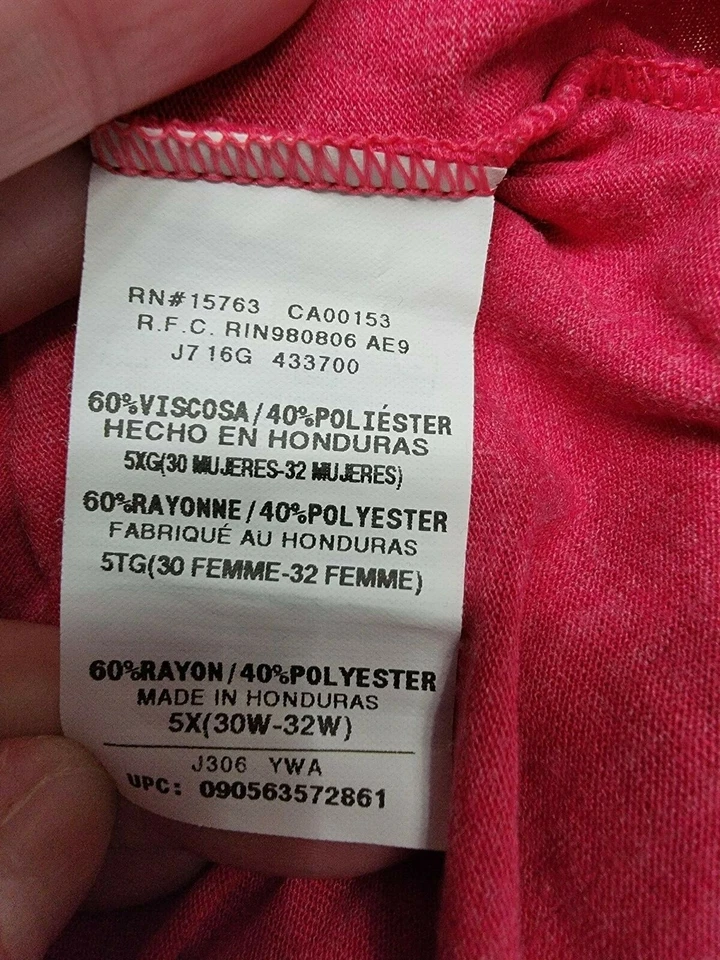 RN#15763 CA00153
R.F.C. RIN980806 AE9
J7 16G 433700
60%VISCOSA/40%POLIÉSTER
HECHO EN HONDURAS
5XG(30 MUJERES-32 MUJERES)
60%RAYONNE/40%POLYESTER
FABRIQUÉ AU HONDURAS
5TG(30 FEMME-32 FEMME)
60%RAYON/40%POLYESTER
MADE IN HONDURAS
5X(30W-32W)
J306 YWA
UPC: 090563572861